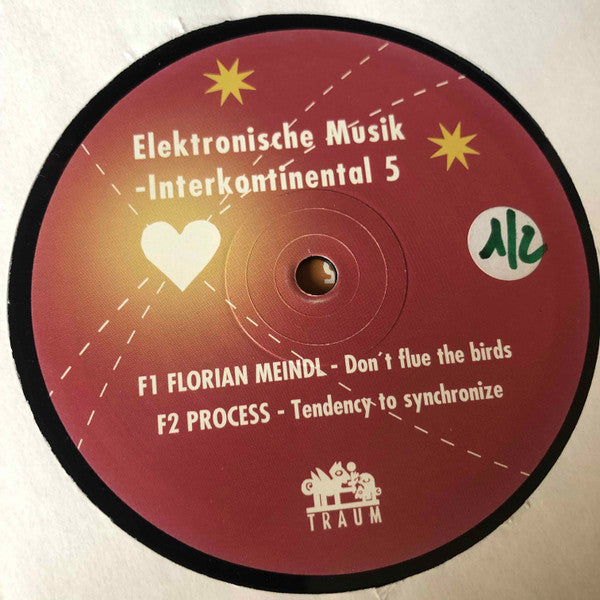 Elektronische Musik
-Interkontinental 5
1/2
F1 FLORIAN MEINDL - Don´t flue the birds
F2 PROCESS - Tendency to synchronize
TRAUM